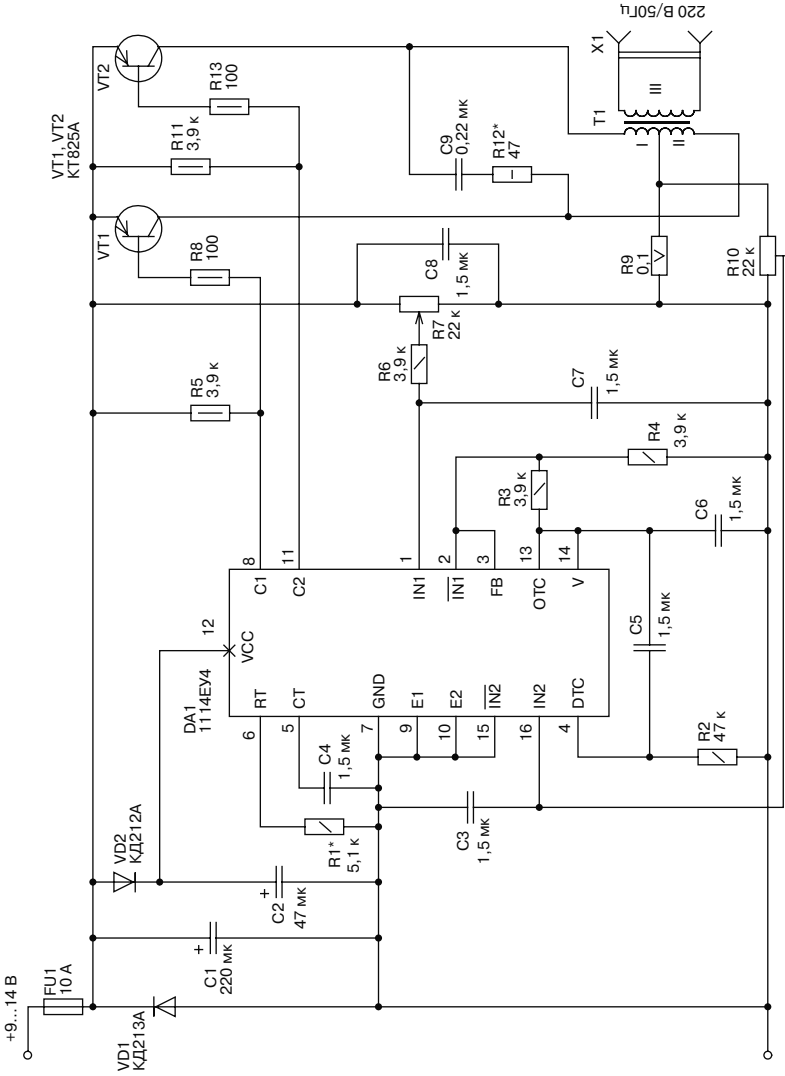 +9...14 В
FU1
10 А
VD1
КД213А
C1
220 мк
+
VD2
КД212А
C2
47 мк
+
R1*
5,1 к
C4
1,5 мк
C3
1,5 мк
DA1
1114ЕУ4
12
VCC
6
RT
5
CT
7
GND
9
E1
10
E2
15
IN2
16
IN2
4
DTC
8
C1
11
C2
1
IN1
2
IN1
3
FB
13
OTC
14
V
R2
47 к
C5
1,5 мк
C6
1,5 мк
R3
3,9 к
R4
3,9 к
C7
1,5 мк
R5
3,9 к
R6
3,9 к
R7
22 к
C8
1,5 мк
R8
100
VT1
VT1, VT2
КТ825А
R11
3,9 к
R13
100
VT2
C9
0,22 мк
R12*
47
R9
0,1
R10
22 к
T1
I
II
III
X1
220 В/50Гц